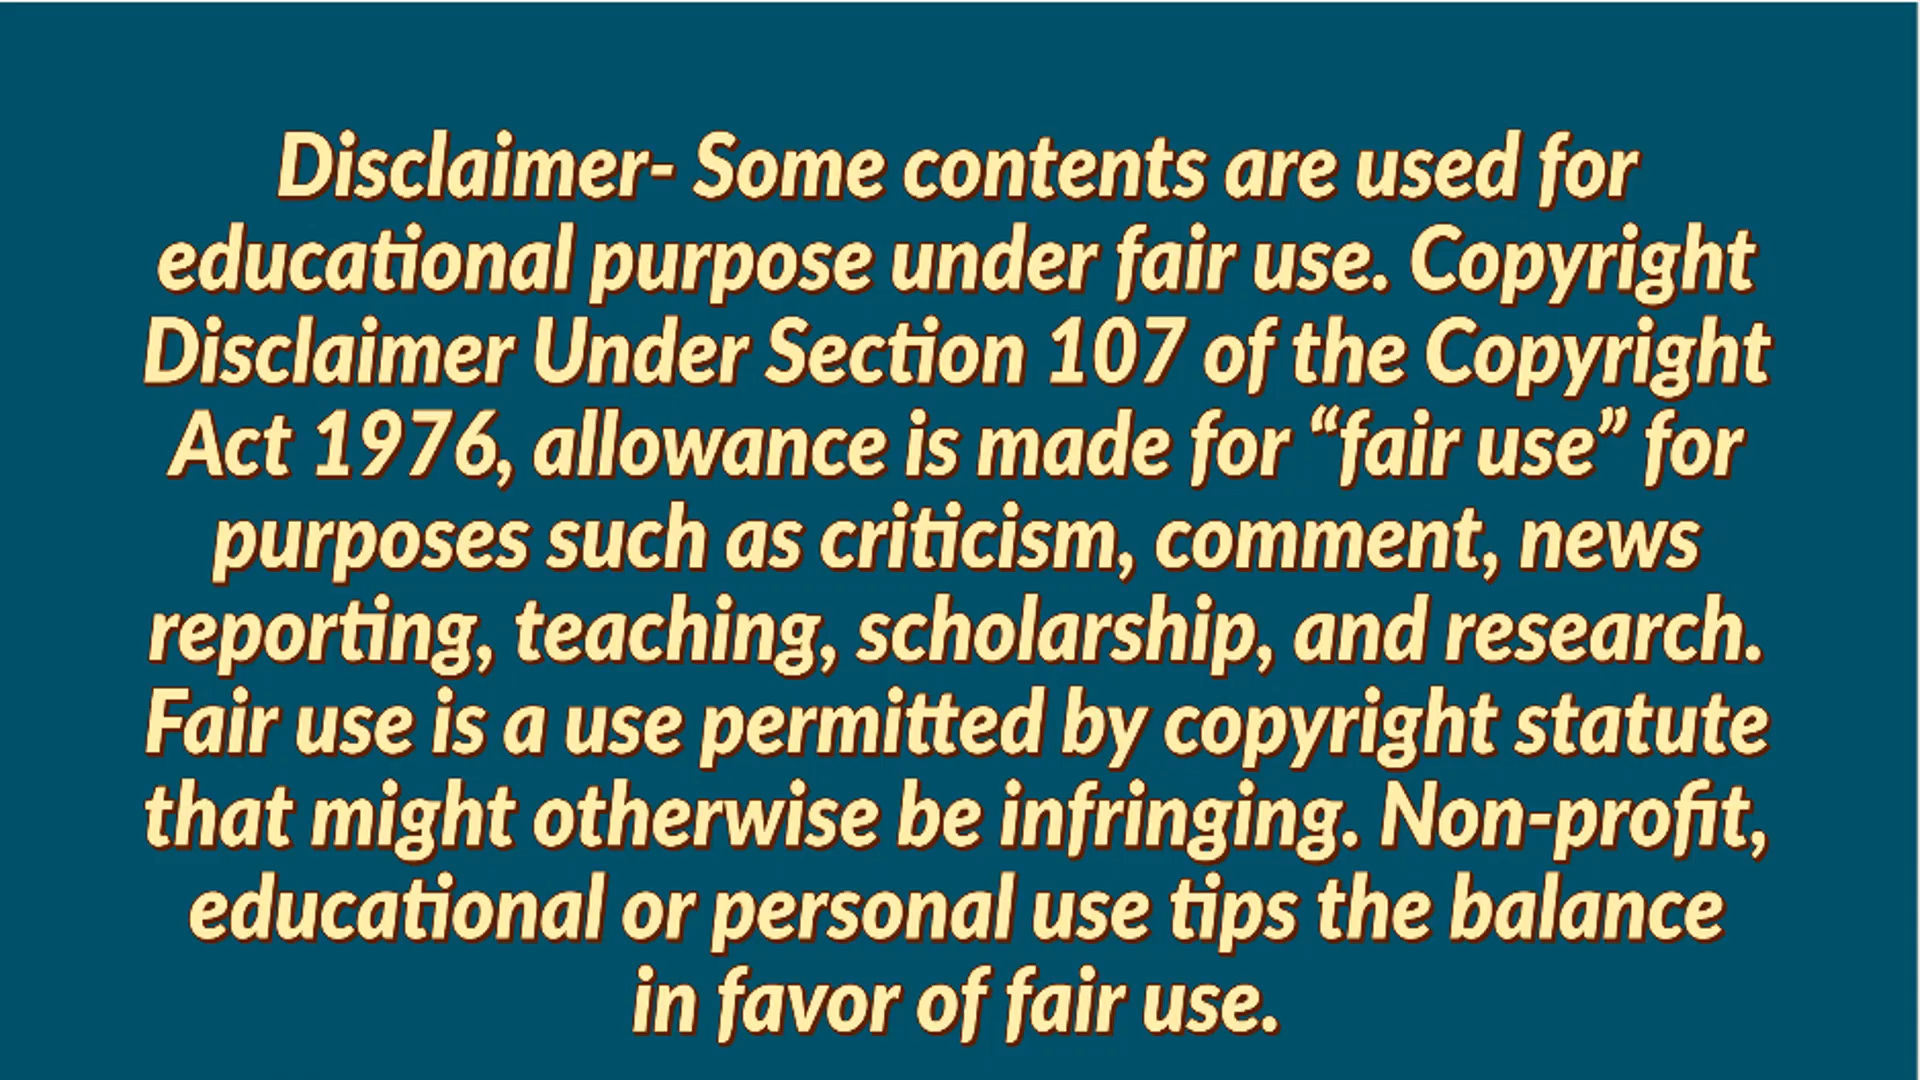 Disclaimer- Some contents are used for
educational purpose under fair use. Copyright
Disclaimer Under Section 107 of the Copyright
Act 1976, allowance is made for “fair use” for
purposes such as criticism, comment, news
reporting, teaching, scholarship, and research.
Fair use is a use permitted by copyright statute
that might otherwise be infringing. Non-profit,
educational or personal use tips the balance
in favor of fair use.